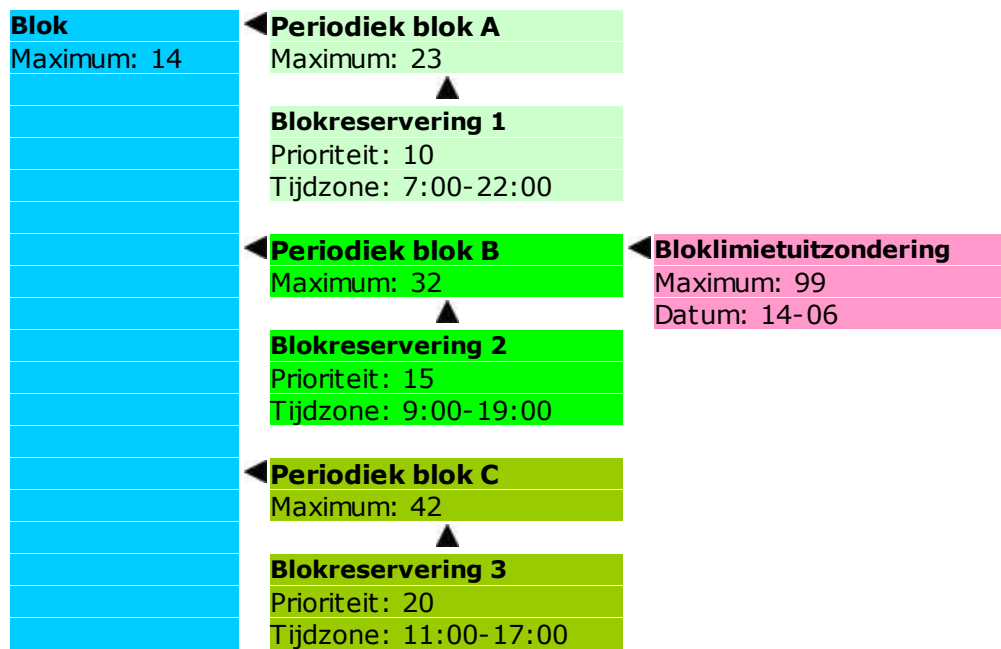 Blok
Maximum: 14
Periodiek blok A
Maximum: 23
Blokreservering 1
Prioriteit: 10
Tijdzone: 7:00-22:00
Periodiek blok B
Maximum: 32
Blokreservering 2
Prioriteit: 15
Tijdzone: 9:00-19:00
Bloklimietuitzondering
Maximum: 99
Datum: 14-06
Periodiek blok C
Maximum: 42
Blokreservering 3
Prioriteit: 20
Tijdzone: 11:00-17:00